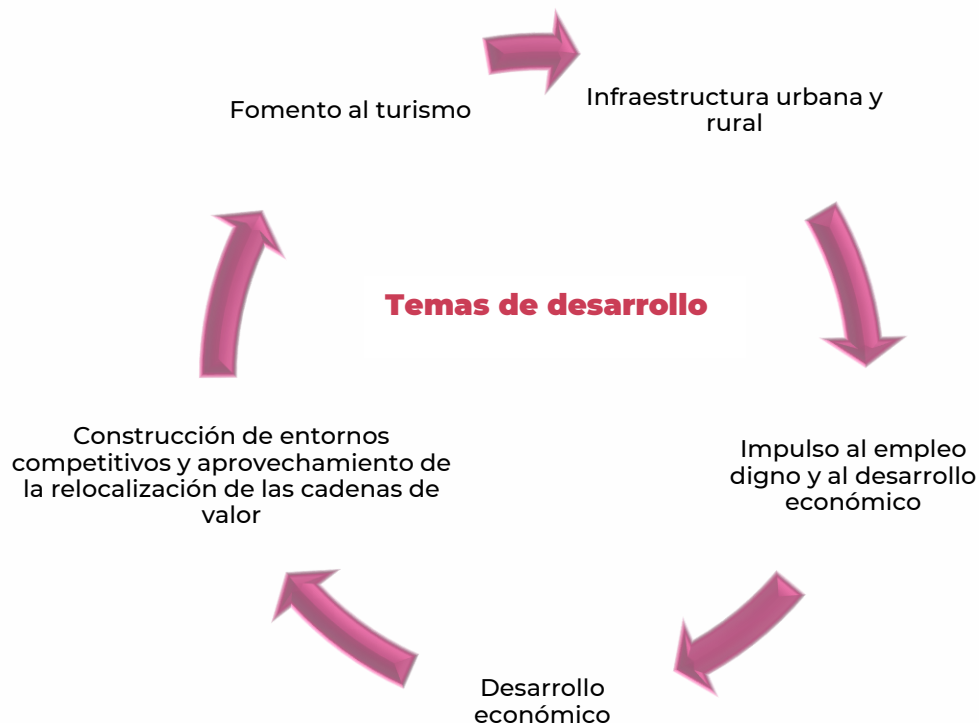 Fomento al turismo
Infraestructura urbana y
rural
Temas de desarrollo
Construcción de entornos
competitivos y aprovechamiento de
la relocalización de las cadenas de
valor
Impulso al empleo
digno y al desarrollo
económico
Desarrollo
económico